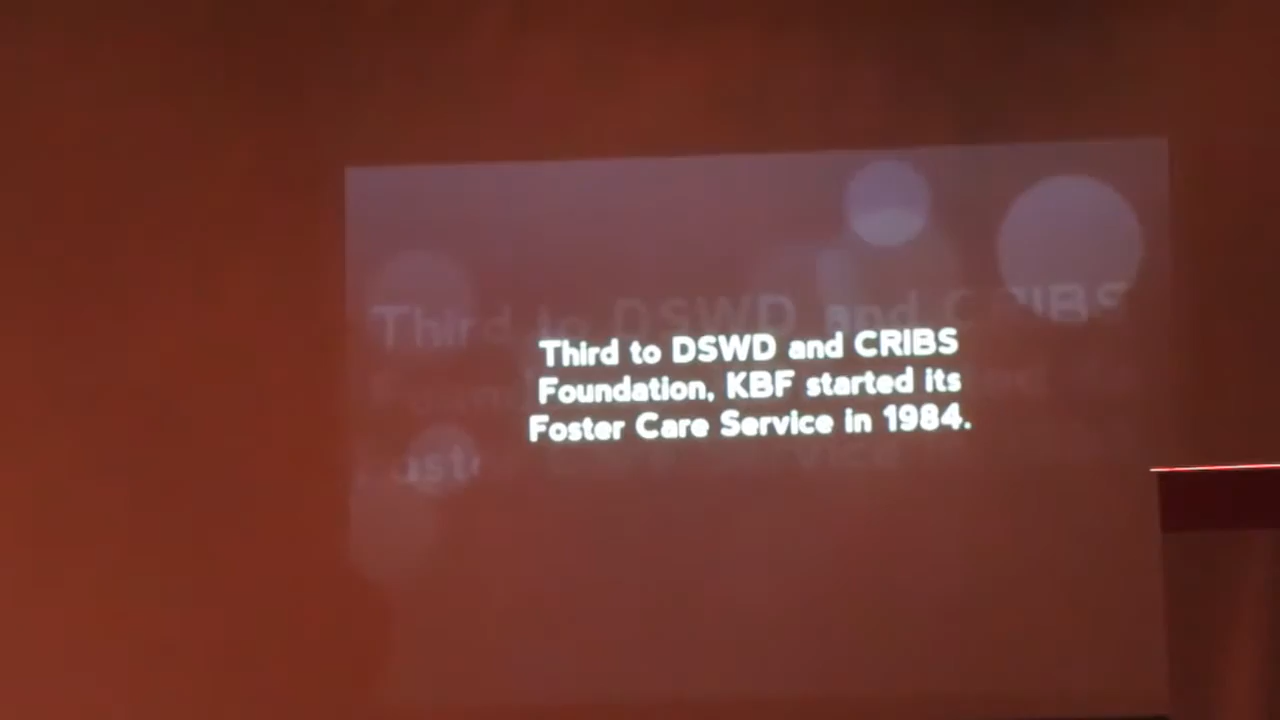 Third to DSWD and CRIBS
Foundation, KBF started its
Foster Care Service in 1984.